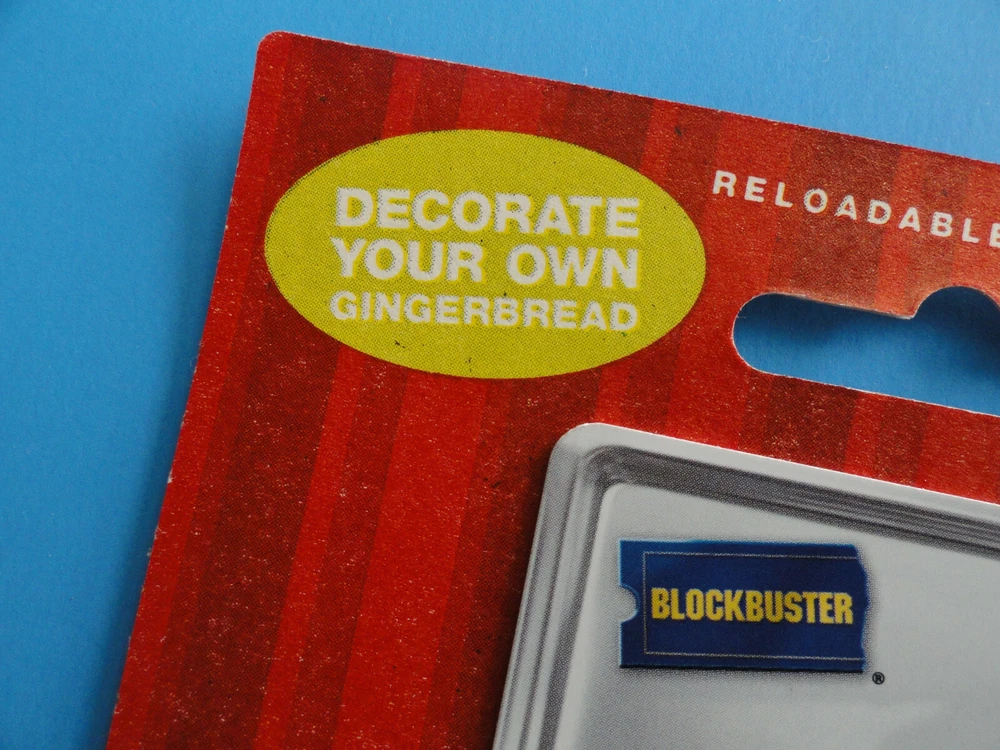 DECORATE
YOUR OWN
GINGERBREAD
RELOADABLE
BLOCKBUSTER
®